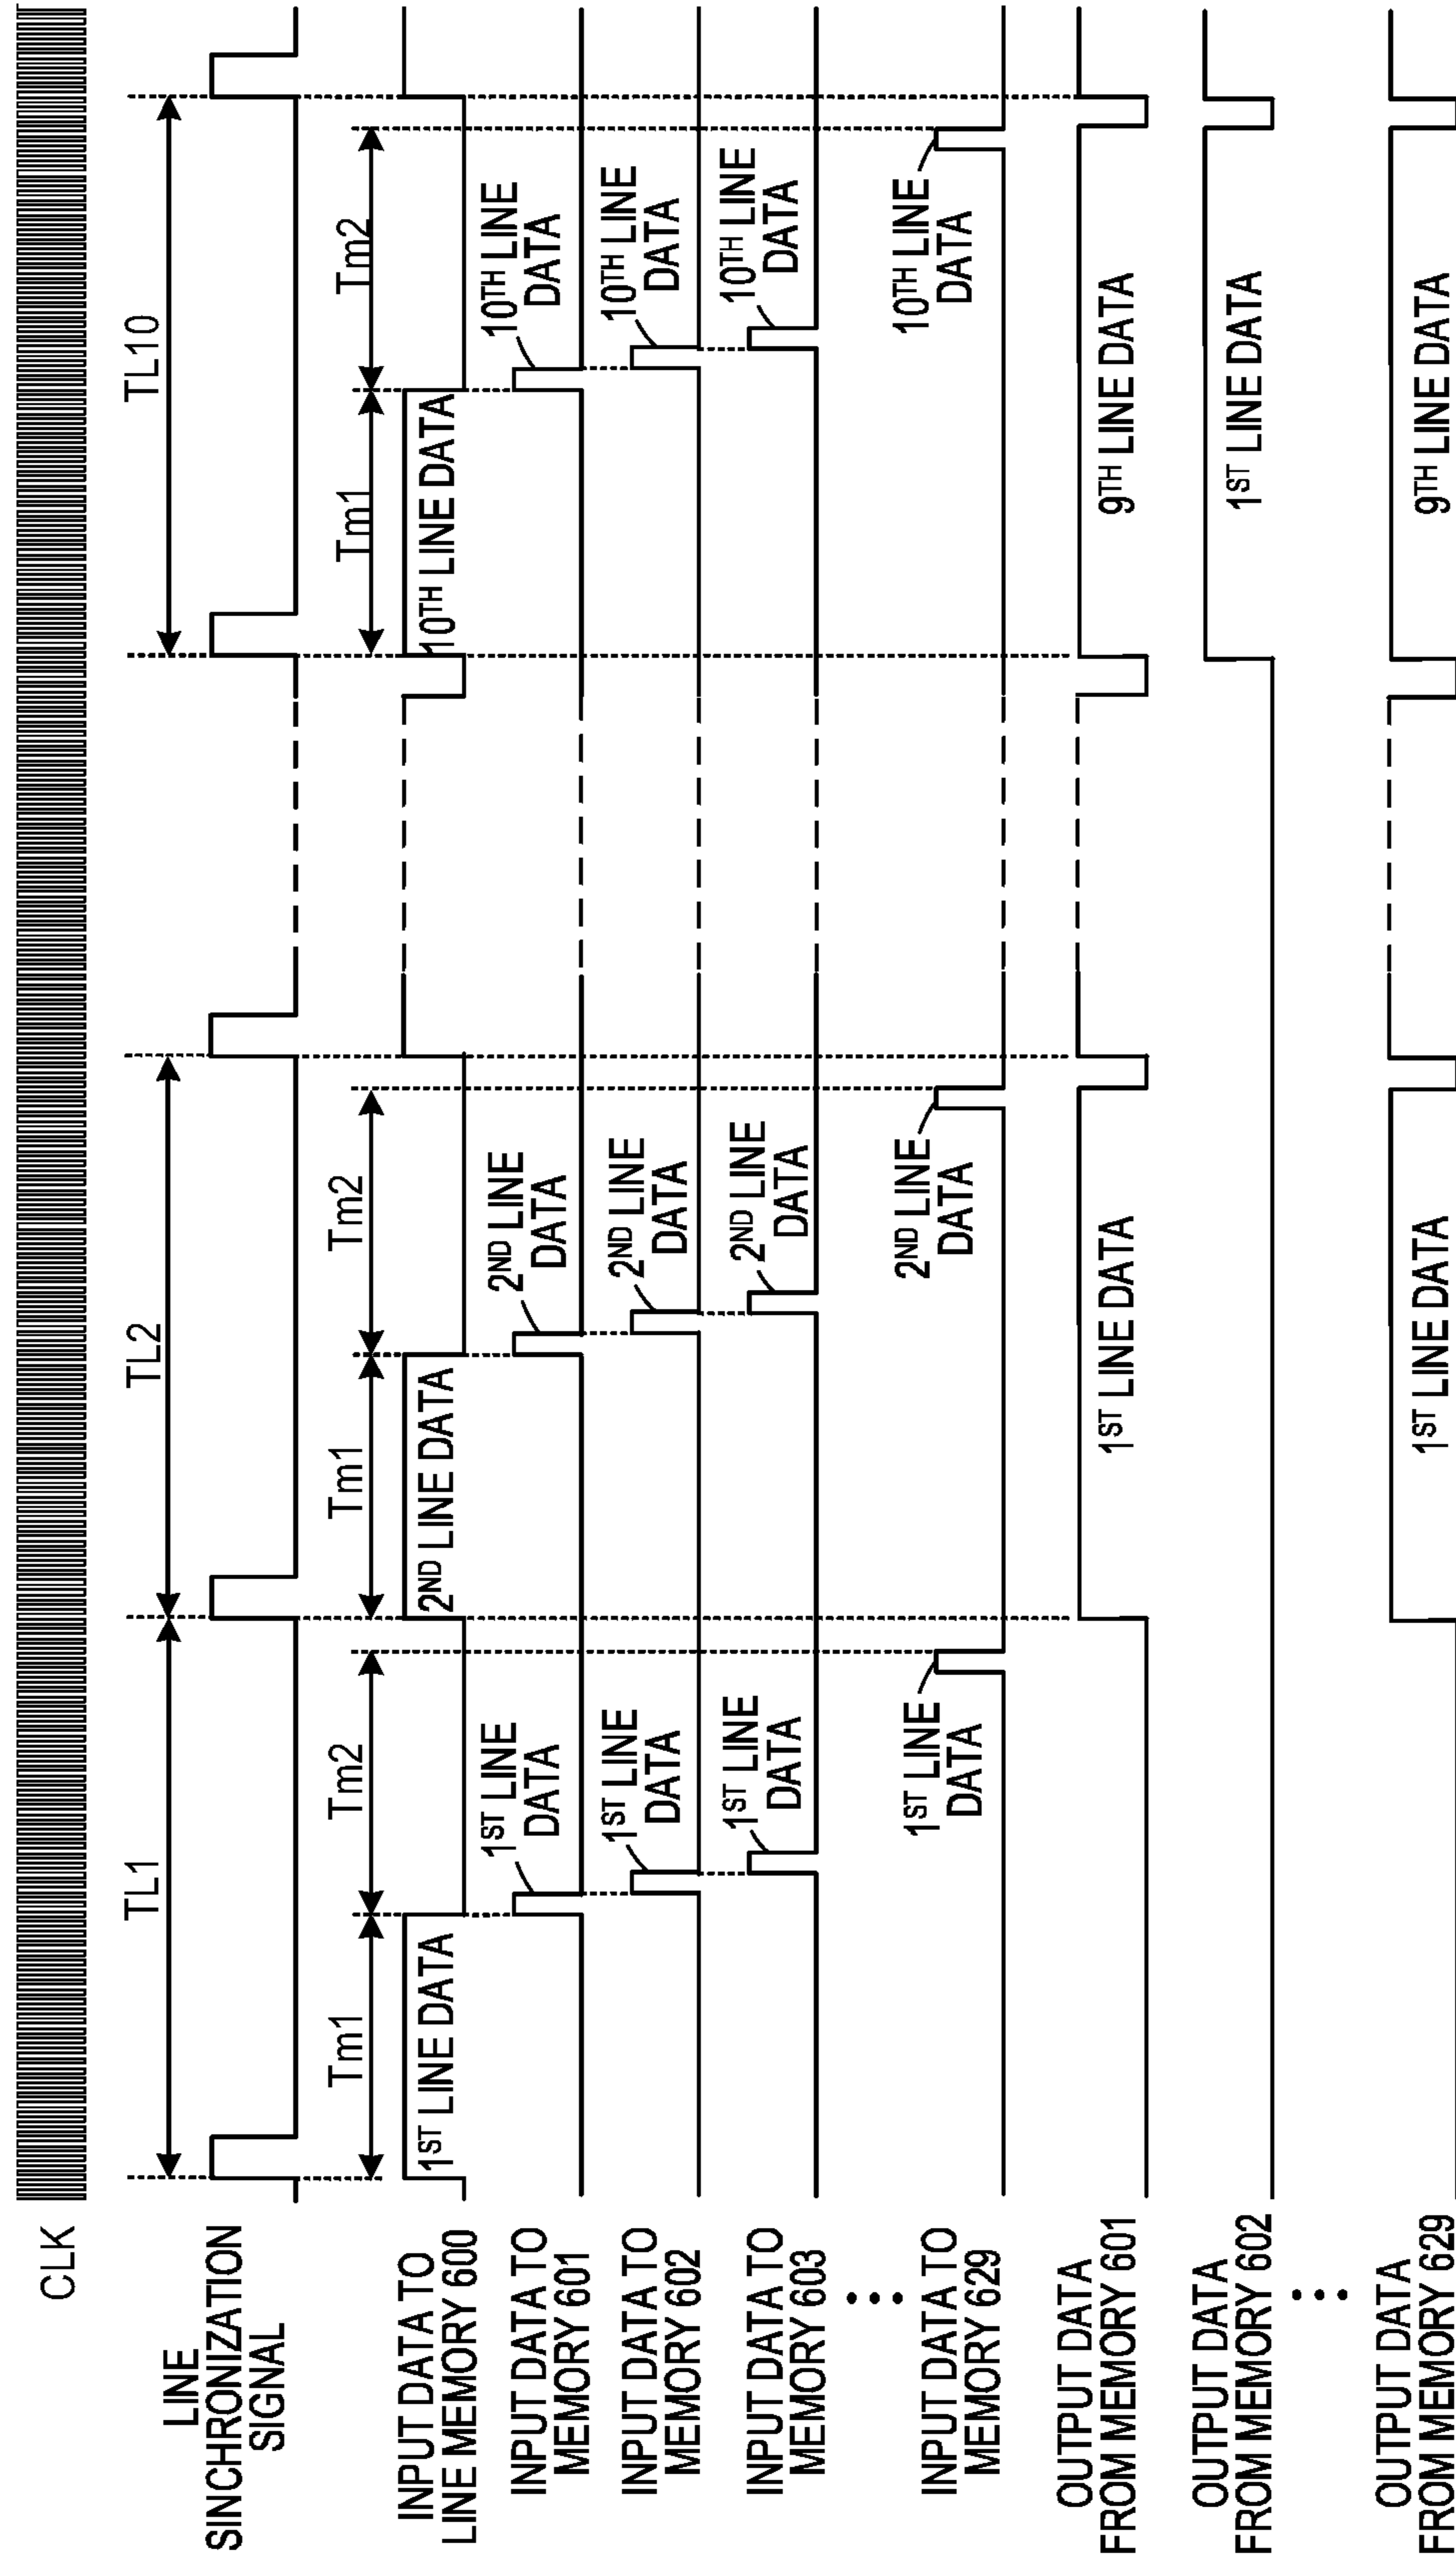 CLK
LINE
SINCHRONIZATION
SIGNAL
TL1
TL2
TL10
Tm1
Tm2
Tm1
Tm2
Tm1
Tm2
INPUT DATA TO
LINE MEMORY 600
1ST LINE DATA
2ND LINE DATA
10TH LINE DATA
INPUT DATA TO
MEMORY 601
1ST LINE
DATA
2ND LINE
DATA
10TH LINE
DATA
INPUT DATA TO
MEMORY 602
1ST LINE
DATA
2ND LINE
DATA
10TH LINE
DATA
INPUT DATA TO
MEMORY 603
1ST LINE
DATA
2ND LINE
DATA
10TH LINE
DATA
INPUT DATA TO
MEMORY 629
1ST LINE
DATA
2ND LINE
DATA
10TH LINE
DATA
OUTPUT DATA
FROM MEMORY 601
1ST LINE DATA
9TH LINE DATA
OUTPUT DATA
FROM MEMORY 602
1ST LINE DATA
OUTPUT DATA
FROM MEMORY 629
1ST LINE DATA
9TH LINE DATA